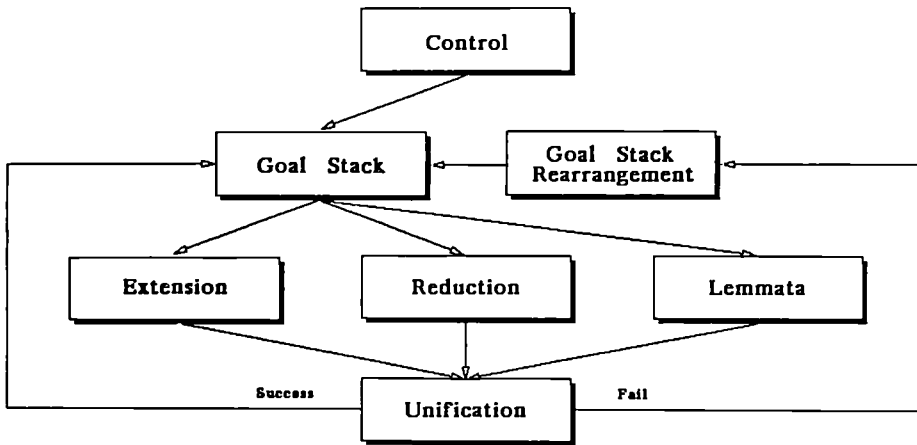 Control
Goal Stack
Goal Stack
Rearrangement
Extension
Reduction
Lemmata
Success
Fail
Unification